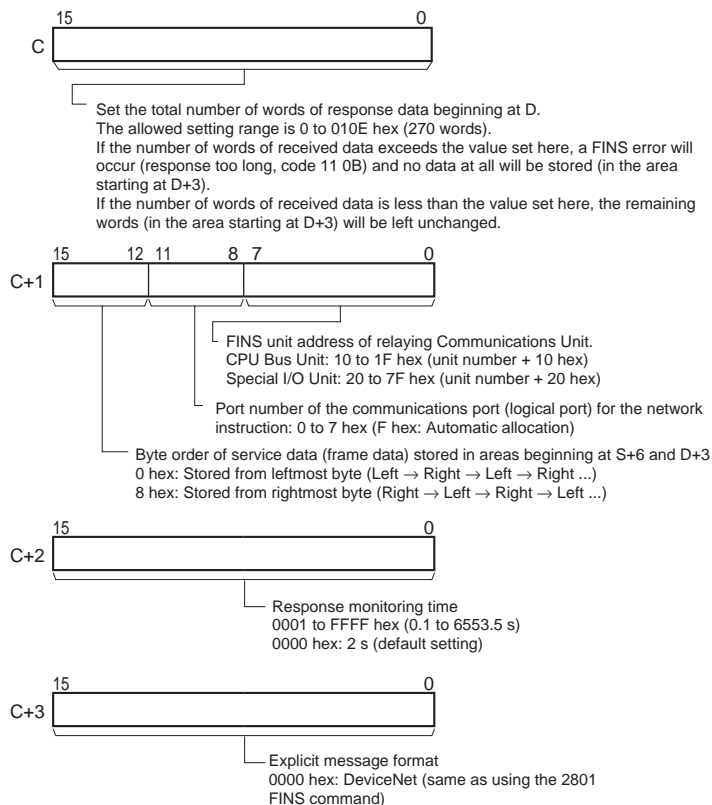 15 0
C
Set the total number of words of response data beginning at D.
The allowed setting range is 0 to 010E hex (270 words).
If the number of words of received data exceeds the value set here, a FINS error will
occur (response too long, code 11 0B) and no data at all will be stored (in the area
starting at D+3).
If the number of words of received data is less than the value set here, the remaining
words (in the area starting at D+3) will be left unchanged.
15 12 11 8 7 0
C+1
FINS unit address of relaying Communications Unit.
CPU Bus Unit: 10 to 1F hex (unit number + 10 hex)
Special I/O Unit: 20 to 7F hex (unit number + 20 hex)
Port number of the communications port (logical port) for the network
instruction: 0 to 7 hex (F hex: Automatic allocation)
Byte order of service data (frame data) stored in areas beginning at S+6 and D+3
0 hex: Stored from leftmost byte (Left → Right → Left → Right ...)
8 hex: Stored from rightmost byte (Right → Left → Right → Left ...)
15 0
C+2
Response monitoring time
0001 to FFFF hex (0.1 to 6553.5 s)
0000 hex: 2 s (default setting)
15 0
C+3
Explicit message format
0000 hex: DeviceNet (same as using the 2801
FINS command)